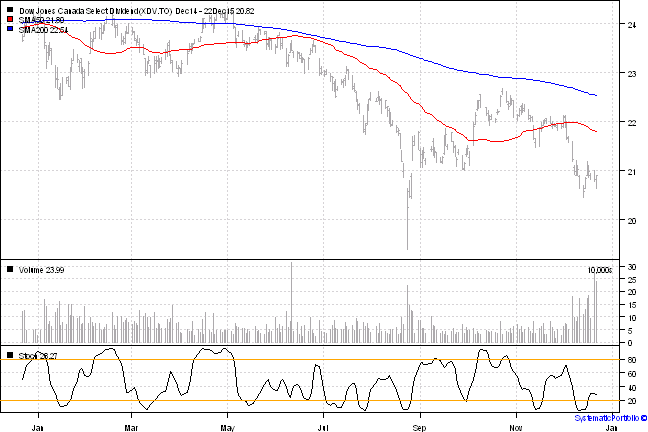 Dow Jones Canada Select Dividend(XDV.TO) Dec14 - 22Dec15 20.82
SMA50 21.80
SMA200 22.54
24
23
22
21
20
Volume 23.99
10,000s
30
25
20
15
10
5
0
Stoch 28.27
80
60
40
20
Jan Mar May Jul Sep Nov Jan
SystematicPortfolio ©